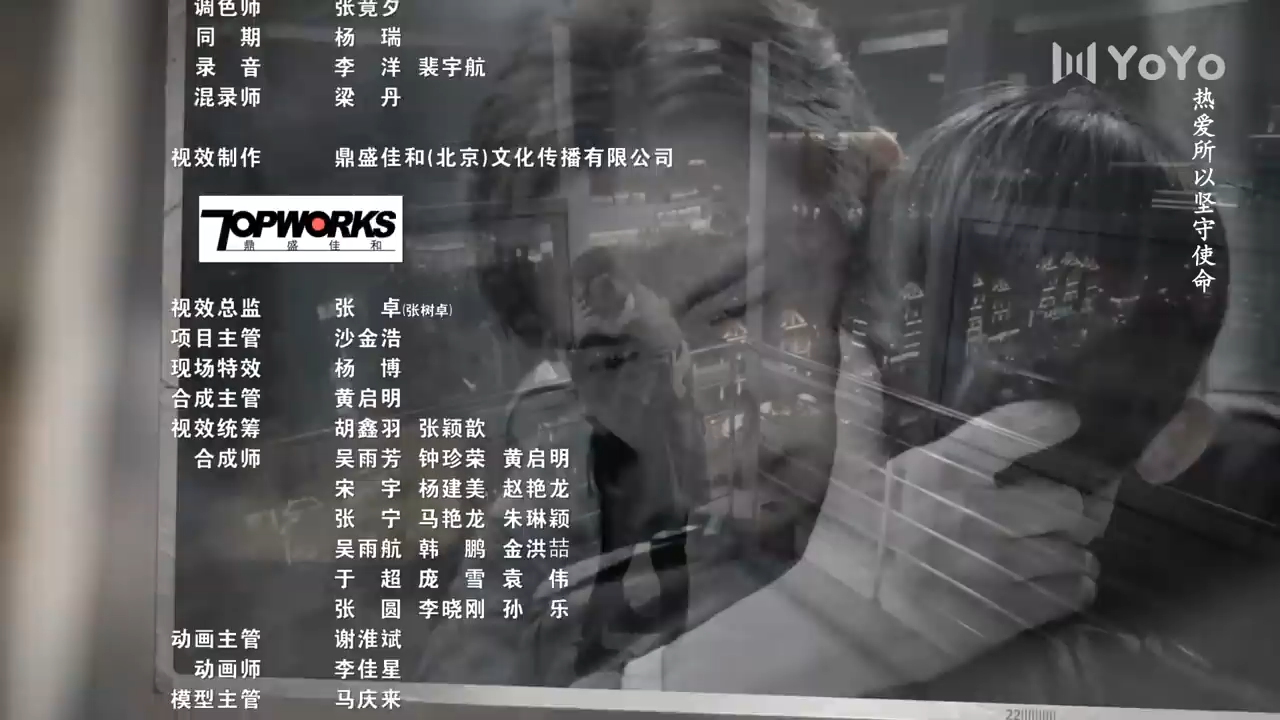 调色师 张竟夕
同期 杨瑞
录音 李洋 裴宇航
混录师 梁丹
视效制作 鼎盛佳和(北京)文化传播有限公司
TOPWORKS
鼎盛佳和
视效总监 张卓(张树卓)
项目主管 沙金浩
现场特效 杨博
合成主管 黄启明
视效统筹 胡鑫羽 张颖歆
合成师 吴雨芳 钟珍荣 黄启明
宋宇 杨建美 赵艳龙
张宁 马艳龙 朱琳颖
吴雨航 韩鹏 金洪喆
于超 庞雪 袁伟
张圆 李晓刚 孙乐
动画主管 谢淮斌
动画师 李佳星
模型主管 马庆来
YoYo
热爱所以坚守使命
22